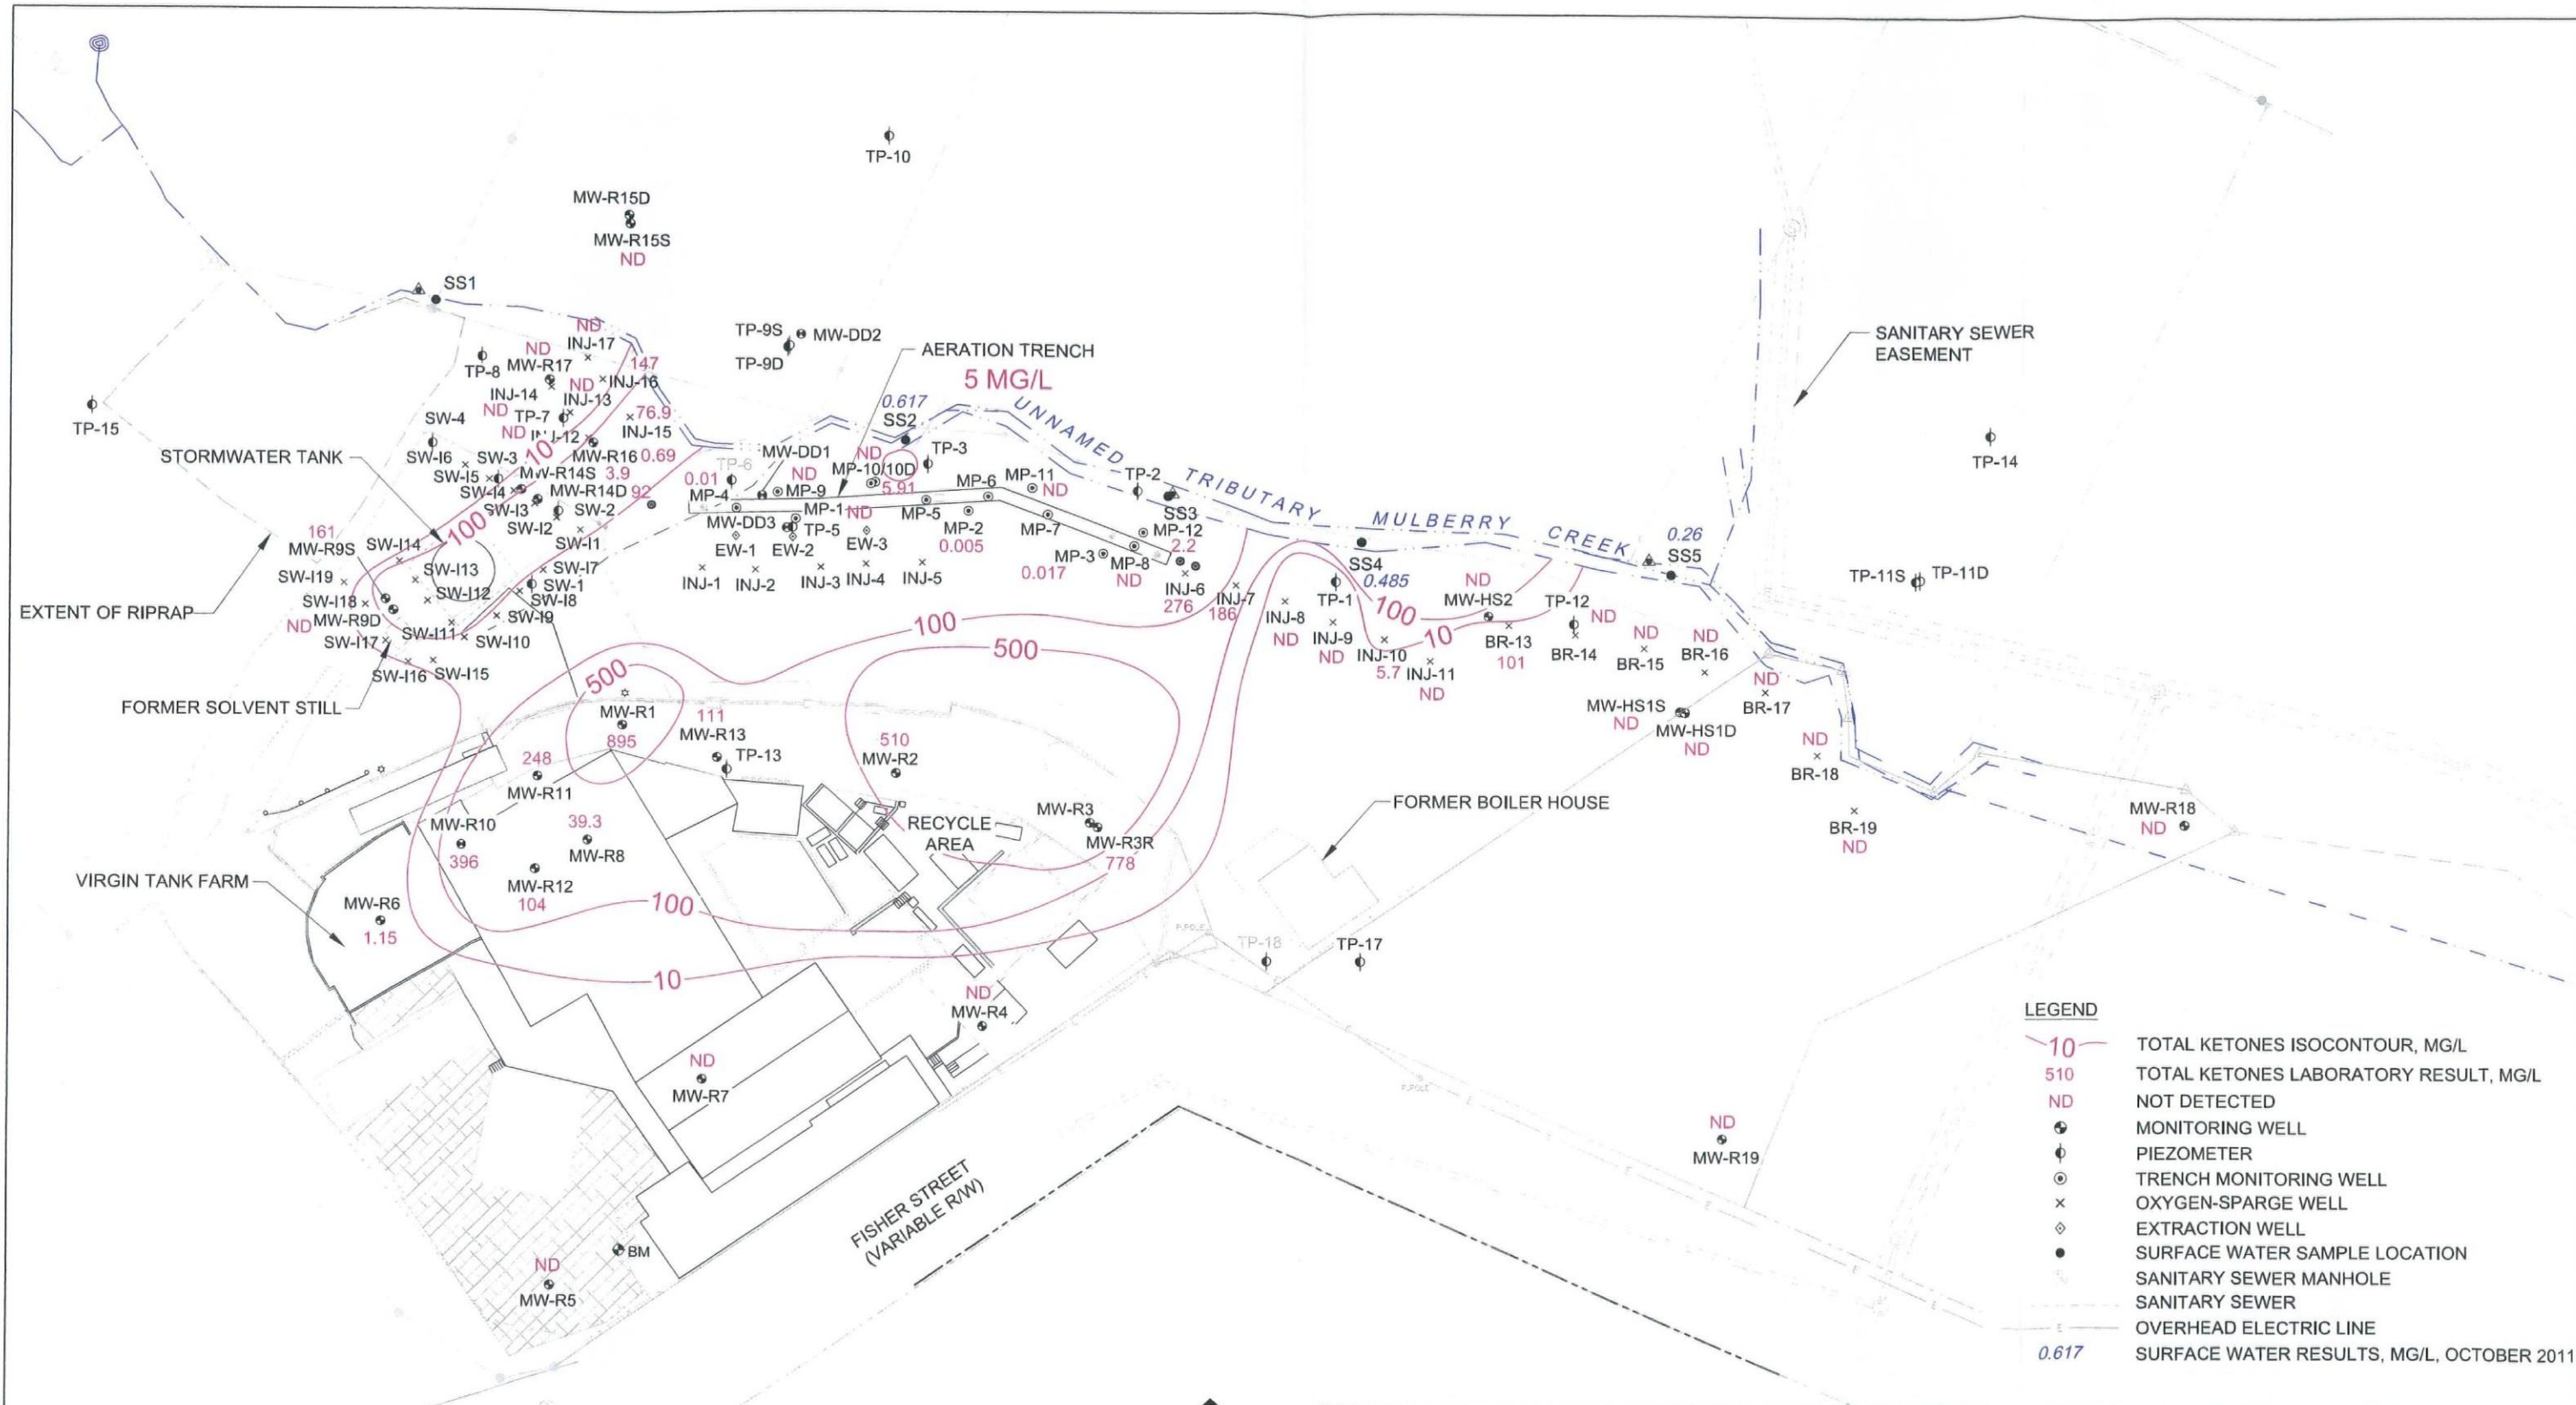 TP-10
MW-R15D
MW-R15S
ND
SS1
TP-9S
MW-DD2
TP-9D
AERATION TRENCH
5 MG/L
SANITARY SEWER
EASEMENT
ND
INJ-17
ND
MW-R17
TP-8
147
INJ-16
INJ-14
ND
INJ-13
ND
TP-7
76.9
INJ-15
SW-4
ND
INJ-12
TP-15
0.617
SS2
UNNAMED TRIBUTARY MULBERRY CREEK
TP-14
STORMWATER TANK
10
SW-I6
SW-3
MW-R16
0.69
SW-I5
MW-R14S
3.9
SW-I4
MW-R14D
92
SW-I3
SW-2
SW-I2
SW-I1
100
TP-6
0.01
MW-DD1
ND
MP-4
MP-9
ND
MP-10/10D
5.91
TP-3
MP-6
MP-11
ND
TP-2
SS3
MW-DD3
MP-1
ND
TP-5
MP-5
MP-2
0.005
MP-7
MP-12
2.2
EW-1
EW-2
EW-3
MP-3
0.017
MP-8
ND
INJ-1
INJ-2
INJ-3
INJ-4
INJ-5
INJ-6
276
INJ-7
186
SS4
0.485
0.26
SS5
TP-11S
TP-11D
161
MW-R9S
SW-I14
SW-I13
SW-I7
SW-1
SW-I8
SW-I19
SW-I12
SW-I18
SW-I9
EXTENT OF RIPRAP
ND
MW-R9D
SW-I11
SW-I10
SW-I17
SW-I16
SW-I15
FORMER SOLVENT STILL
INJ-8
ND
TP-1
INJ-9
ND
100
10
INJ-10
5.7
INJ-11
ND
ND
MW-HS2
BR-13
101
TP-12
ND
BR-14
ND
BR-15
ND
BR-16
ND
BR-17
MW-HS1S
ND
MW-HS1D
ND
ND
BR-18
BR-19
ND
MW-R18
ND
100
500
500
MW-R1
895
111
MW-R13
TP-13
510
MW-R2
248
MW-R11
MW-R10
396
39.3
MW-R8
MW-R12
104
RECYCLE
AREA
MW-R3
MW-R3R
778
FORMER BOILER HOUSE
VIRGIN TANK FARM
MW-R6
1.15
100
10
P.POLE
TP-18
TP-17
ND
MW-R4
ND
MW-R7
P.POLE
ND
MW-R19
FISHER STREET
(VARIABLE R/W)
BM
ND
MW-R5
E
E
E
E
E
LEGEND
10 TOTAL KETONES ISOCONTOUR, MG/L
510 TOTAL KETONES LABORATORY RESULT, MG/L
ND NOT DETECTED
MONITORING WELL
PIEZOMETER
TRENCH MONITORING WELL
OXYGEN-SPARGE WELL
EXTRACTION WELL
SURFACE WATER SAMPLE LOCATION
SANITARY SEWER MANHOLE
SANITARY SEWER
E OVERHEAD ELECTRIC LINE
0.617 SURFACE WATER RESULTS, MG/L, OCTOBER 2011